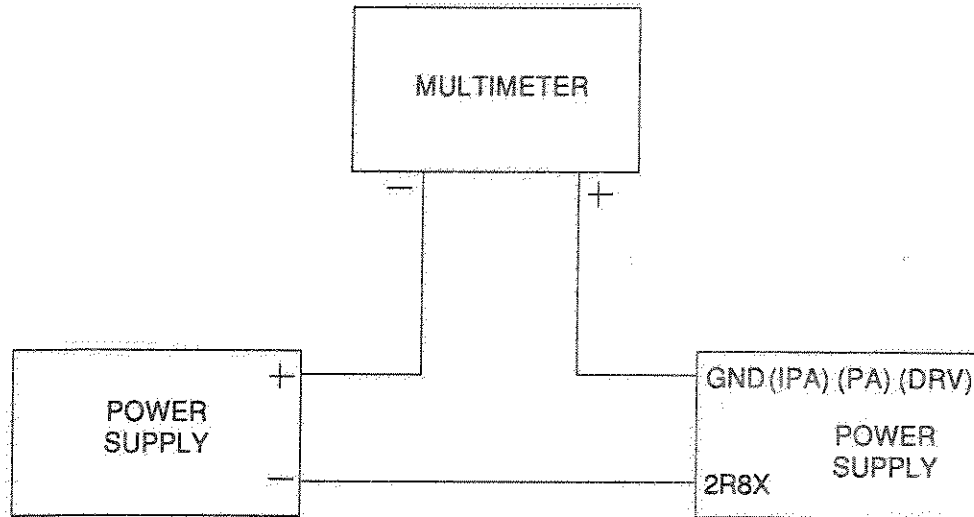 MULTIMETER
− +
+
POWER
SUPPLY
−
GND (IPA) (PA) (DRV)
POWER
SUPPLY
2R8X